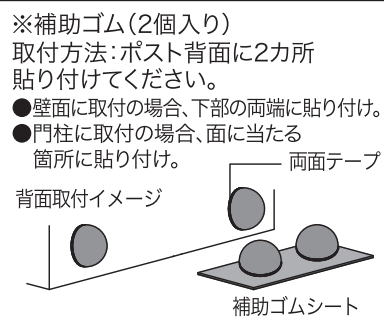 ※補助ゴム(2個入り)
取付方法:ポスト背面に2カ所
貼り付けてください。
●壁面に取付の場合、下部の両端に貼り付け。
●門柱に取付の場合、面に当たる
箇所に貼り付け。
両面テープ
背面取付イメージ
補助ゴムシート